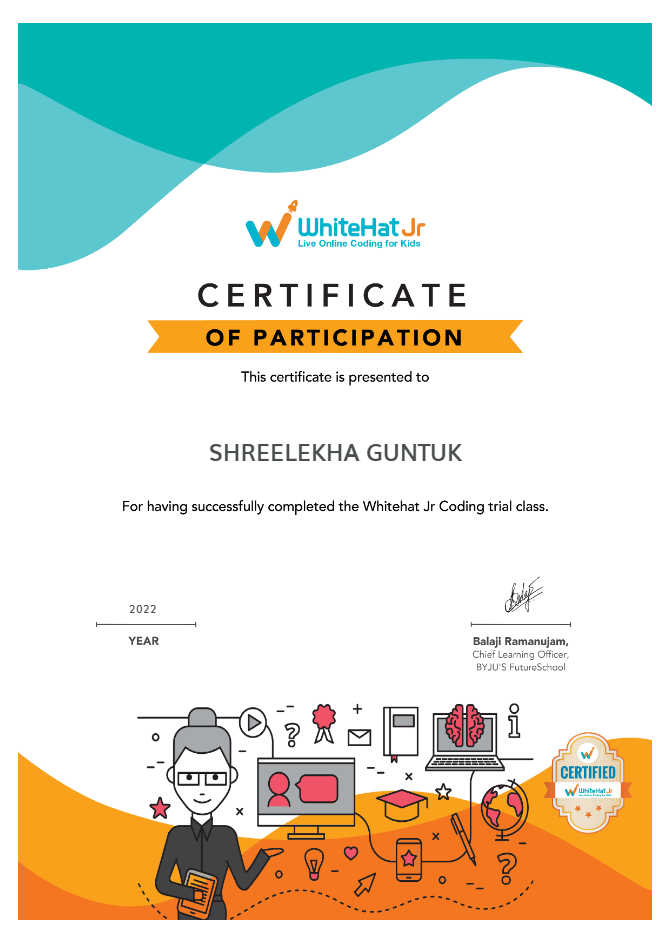 WhiteHat Jr
Live Online Coding for Kids
CERTIFICATE
OF PARTICIPATION
This certificate is presented to
SHREELEKHA GUNTUK
For having successfully completed the Whitehat Jr Coding trial class.
2022
YEAR
Balaji Ramanujam,
Chief Learning Officer,
BYJU'S FutureSchool
CERTIFIED
WhiteHat Jr